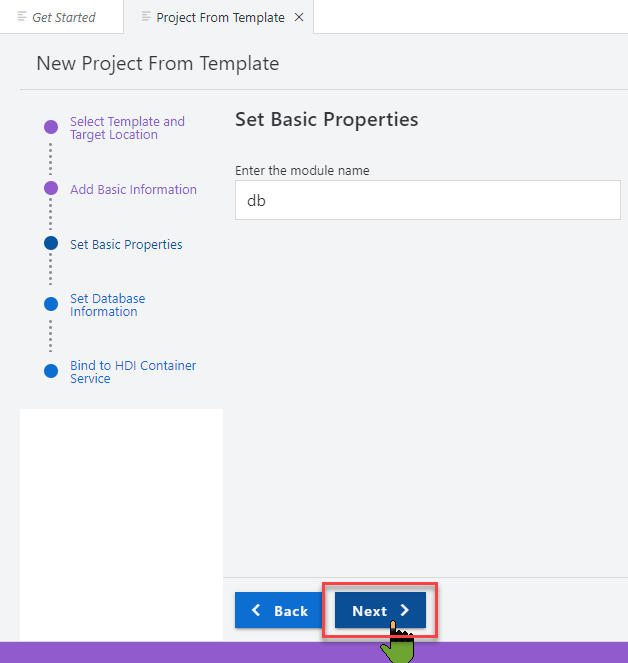 Get Started
Project From Template
New Project From Template
Select Template and
Target Location
Add Basic Information
Set Basic Properties
Set Database
Information
Bind to HDI Container
Service
Set Basic Properties
Enter the module name
db
Back
Next